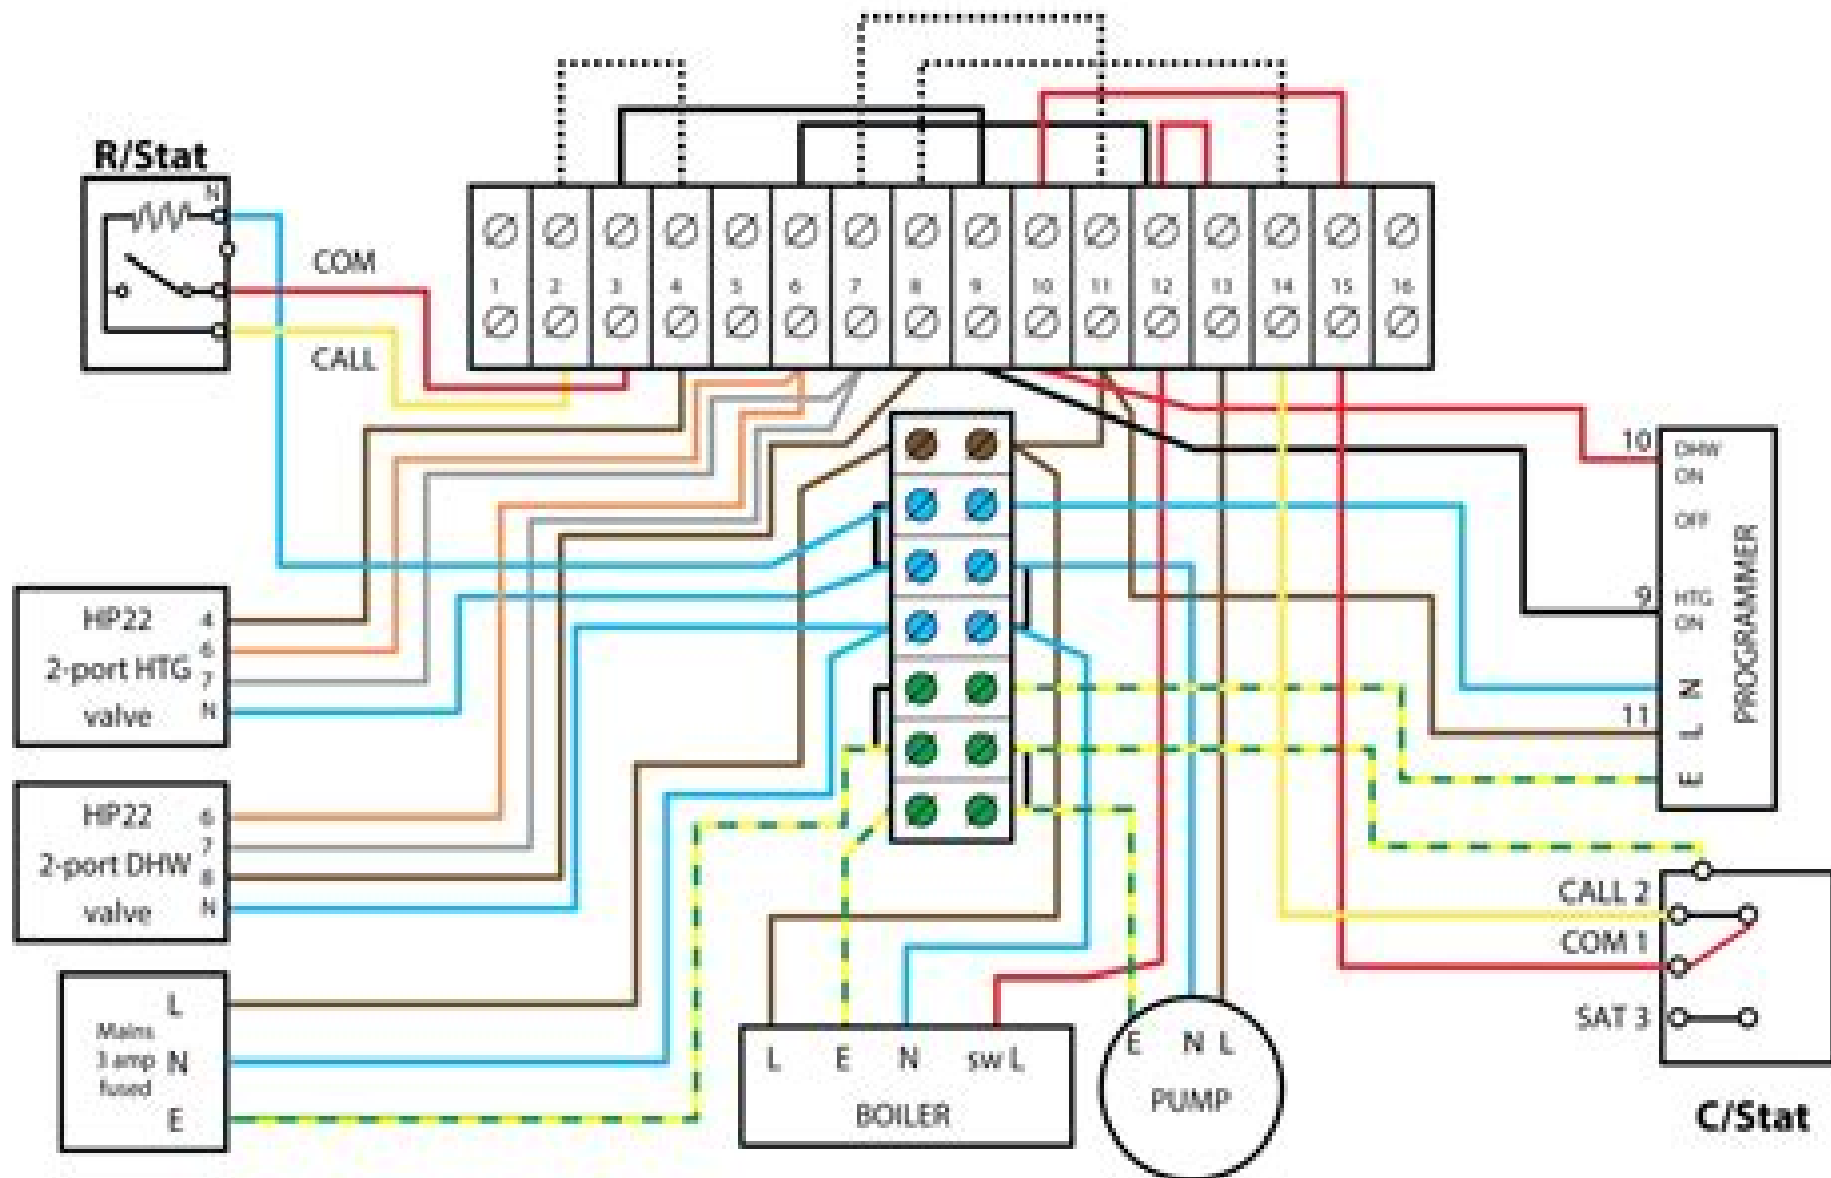 R/Stat
N
COM
CALL
1 2 3 4 5 6 7 8 9 10 11 12 13 14 15 16
HP22
2-port HTG
valve
4
6
7
N
HP22
2-port DHW
valve
6
7
8
N
Mains
3 amp
fused
L
N
E
L E N sw L
BOILER
E N L
PUMP
10
DHW
ON
OFF
9
HTG
ON
N
11
L
E
PROGRAMMER
CALL 2
COM 1
SAT 3
C/Stat